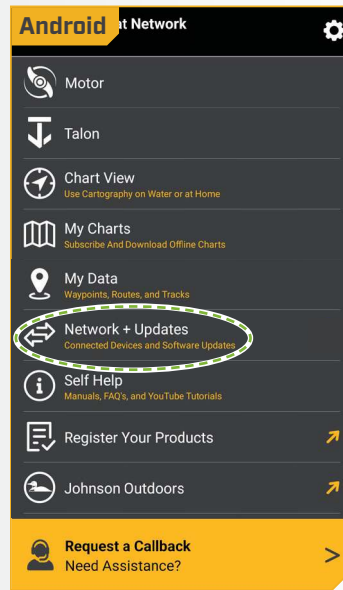 Android
at Network
Motor
Talon
Chart View
Use Cartography on Water or at Home
My Charts
Subscribe And Download Offline Charts
My Data
Waypoints, Routes, and Tracks
Network + Updates
Connected Devices and Software Updates
Self Help
Manuals, FAQ's, and YouTube Tutorials
Register Your Products
Johnson Outdoors
Request a Callback
Need Assistance?